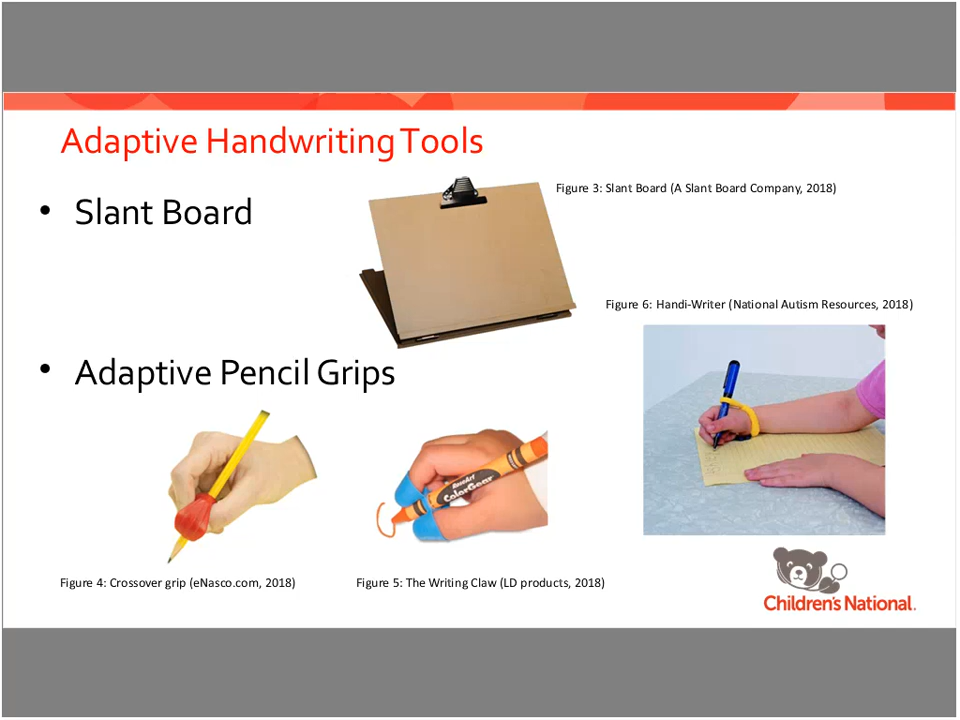 Adaptive Handwriting Tools
• Slant Board
Figure 3: Slant Board (A Slant Board Company, 2018)
Figure 6: Handi-Writer (National Autism Resources, 2018)
• Adaptive Pencil Grips
ColorGear
Figure 4: Crossover grip (eNasco.com, 2018)
Figure 5: The Writing Claw (LD products, 2018)
Children's National.